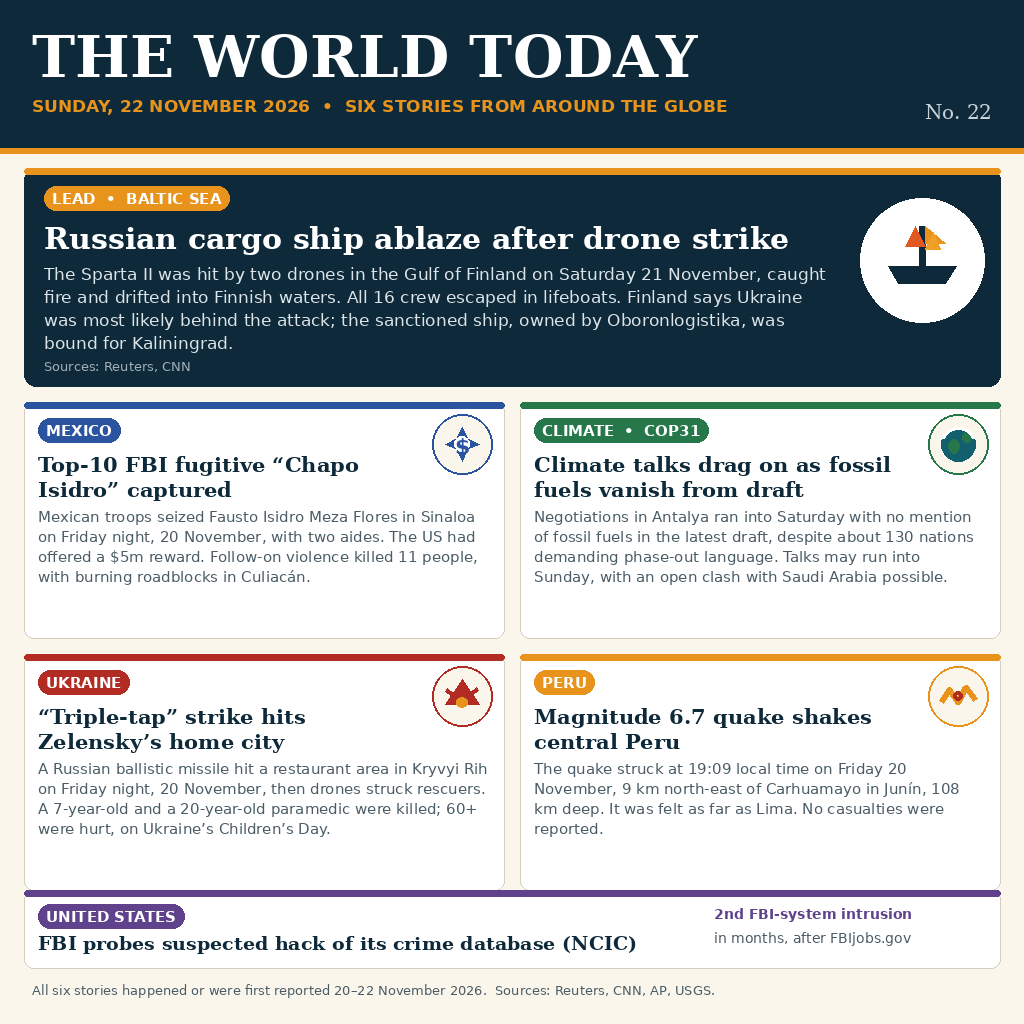 THE WORLD TODAY
SUNDAY, 22 NOVEMBER 2026 • SIX STORIES FROM AROUND THE GLOBE
No. 22
LEAD • BALTIC SEA
Russian cargo ship ablaze after drone strike
The Sparta II was hit by two drones in the Gulf of Finland on Saturday 21 November, caught
fire and drifted into Finnish waters. All 16 crew escaped in lifeboats. Finland says Ukraine
was most likely behind the attack; the sanctioned ship, owned by Oboronlogistika, was
bound for Kaliningrad.
Sources: Reuters, CNN
MEXICO
$
Top-10 FBI fugitive “Chapo
Isidro” captured
Mexican troops seized Fausto Isidro Meza Flores in Sinaloa
on Friday night, 20 November, with two aides. The US had
offered a $5m reward. Follow-on violence killed 11 people,
with burning roadblocks in Culiacán.
CLIMATE • COP31
Climate talks drag on as fossil
fuels vanish from draft
Negotiations in Antalya ran into Saturday with no mention
of fossil fuels in the latest draft, despite about 130 nations
demanding phase-out language. Talks may run into
Sunday, with an open clash with Saudi Arabia possible.
UKRAINE
“Triple-tap” strike hits
Zelensky’s home city
A Russian ballistic missile hit a restaurant area in Kryvyi Rih
on Friday night, 20 November, then drones struck rescuers.
A 7-year-old and a 20-year-old paramedic were killed; 60+
were hurt, on Ukraine’s Children’s Day.
PERU
Magnitude 6.7 quake shakes
central Peru
The quake struck at 19:09 local time on Friday 20
November, 9 km north-east of Carhuamayo in Junín, 108
km deep. It was felt as far as Lima. No casualties were
reported.
UNITED STATES
FBI probes suspected hack of its crime database (NCIC)
2nd FBI-system intrusion
in months, after FBIjobs.gov
All six stories happened or were first reported 20–22 November 2026. Sources: Reuters, CNN, AP, USGS.